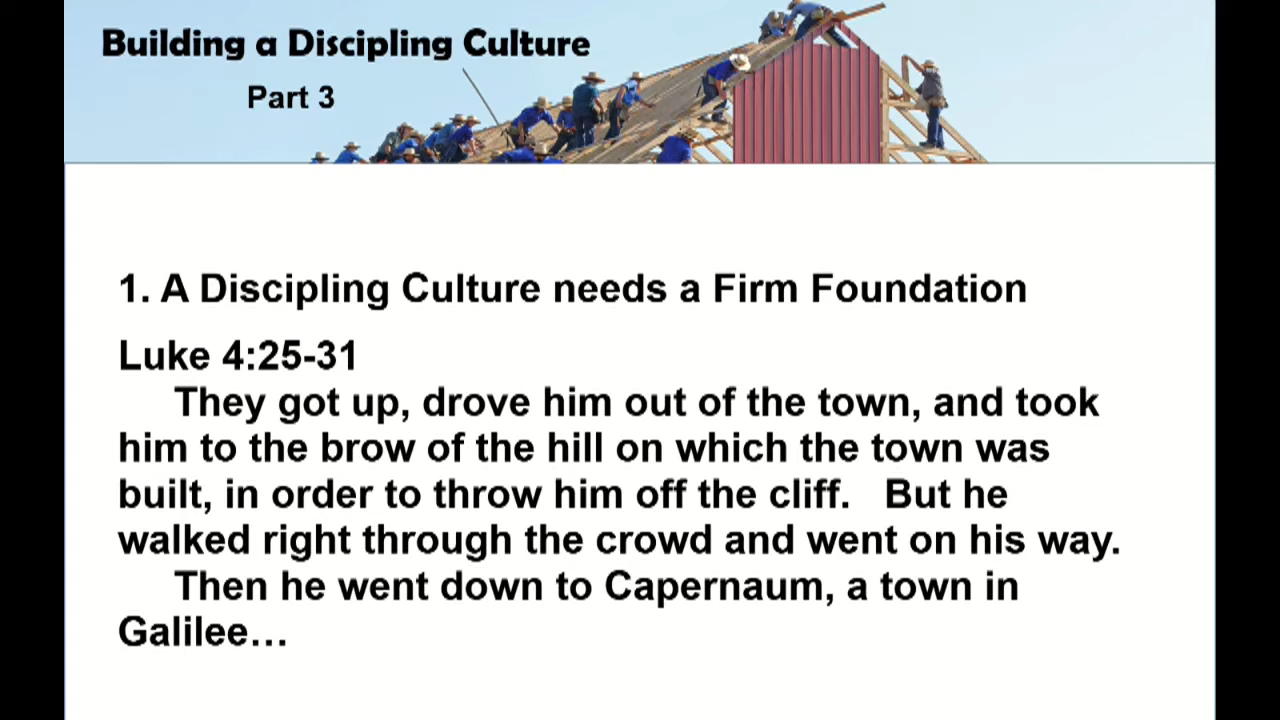 Building a Discipling Culture
Part 3
1. A Discipling Culture needs a Firm Foundation
Luke 4:25-31
They got up, drove him out of the town, and took
him to the brow of the hill on which the town was
built, in order to throw him off the cliff. But he
walked right through the crowd and went on his way.
Then he went down to Capernaum, a town in
Galilee…